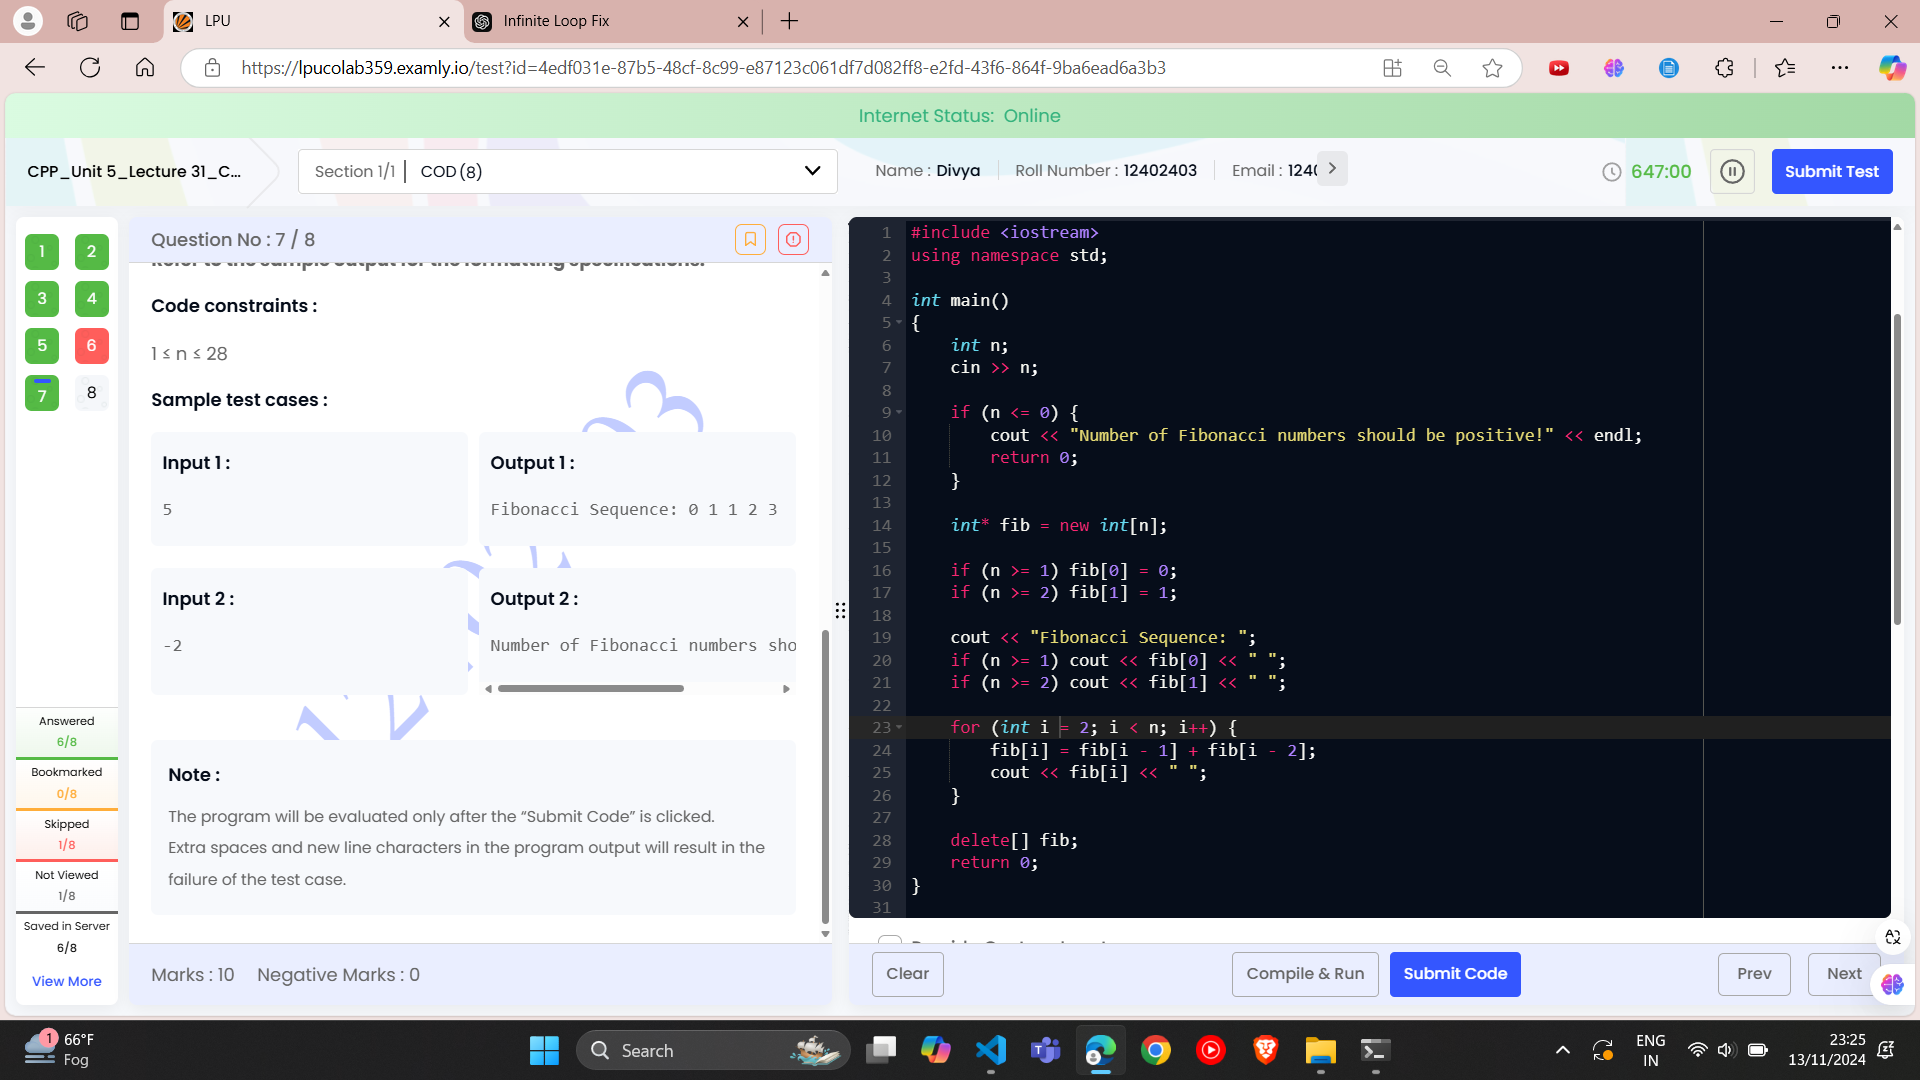 LPU
Infinite Loop Fix
https://lpucolab359.examly.io/test?id=4edf031e-87b5-48cf-8c99-e87123c061df7d082ff8-e2fd-43f6-864f-9ba6ead6a3b3
Internet Status: Online
CPP_Unit 5_Lecture 31_C...
Section 1/1 | COD (8)
Name : Divya
Roll Number : 12402403
Email : 124
647:00
Submit Test
1 2
3 4
5 6
7 8
Answered
6/8
Bookmarked
0/8
Skipped
1/8
Not Viewed
1/8
Saved in Server
6/8
View More
Question No : 7 / 8
Refer to the sample output for the formatting specifications.
Code constraints :
1 ≤ n ≤ 28
Sample test cases :
Input 1 :
5
Output 1 :
Fibonacci Sequence: 0 1 1 2 3
Input 2 :
-2
Output 2 :
Number of Fibonacci numbers sho
Note :
The program will be evaluated only after the “Submit Code” is clicked.
Extra spaces and new line characters in the program output will result in the
failure of the test case.
Marks : 10 Negative Marks : 0
1 #include <iostream>
2 using namespace std;
3
4 int main()
5 {
6     int n;
7     cin >> n;
8
9     if (n <= 0) {
10         cout << "Number of Fibonacci numbers should be positive!" << endl;
11         return 0;
12     }
13
14     int* fib = new int[n];
15
16     if (n >= 1) fib[0] = 0;
17     if (n >= 2) fib[1] = 1;
18
19     cout << "Fibonacci Sequence: ";
20     if (n >= 1) cout << fib[0] << " ";
21     if (n >= 2) cout << fib[1] << " ";
22
23     for (int i = 2; i < n; i++) {
24         fib[i] = fib[i - 1] + fib[i - 2];
25         cout << fib[i] << " ";
26     }
27
28     delete[] fib;
29     return 0;
30 }
31
Clear
Compile & Run
Submit Code
Prev
Next
1
66°F
Fog
Search
ENG
IN
23:25
13/11/2024